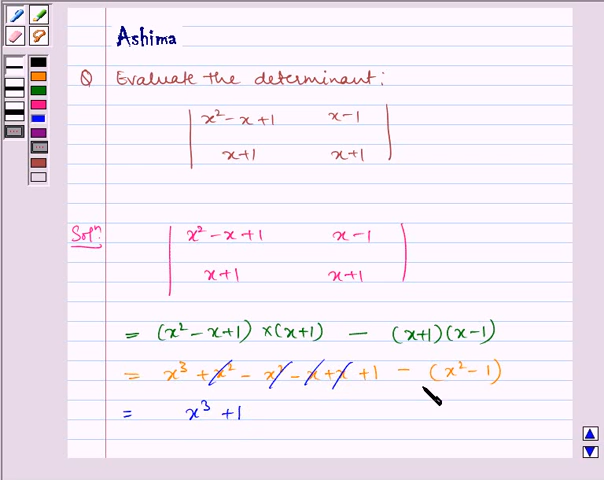 Ashima
Q Evaluate the determinant:
| x² - x + 1   x - 1 |
| x + 1   x + 1 |
Solⁿ:
| x² - x + 1   x - 1 |
| x + 1   x + 1 |
= (x² - x + 1) × (x + 1) - (x + 1)(x - 1)
= x³ + x² - x² - x + x + 1 - (x² - 1)
= x³ + 1